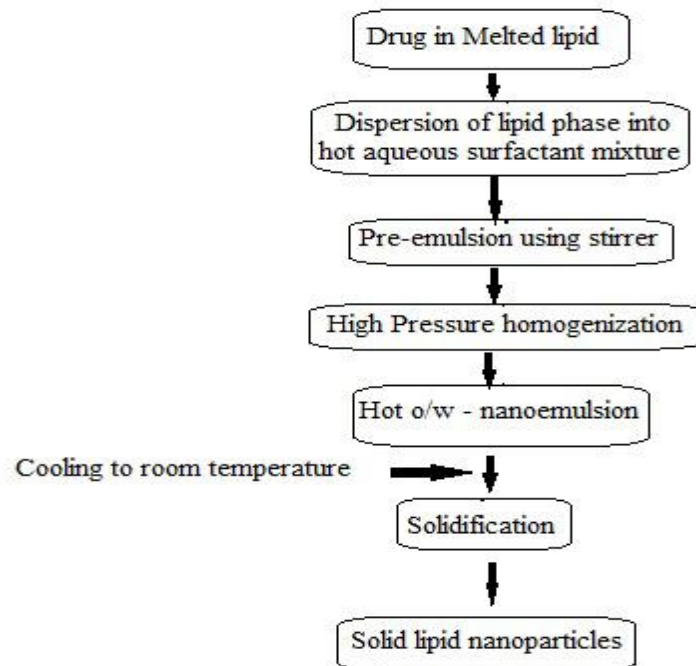 Drug in Melted lipid
Dispersion of lipid phase into
hot aqueous surfactant mixture
Pre-emulsion using stirrer
High Pressure homogenization
Hot o/w - nanoemulsion
Cooling to room temperature
Solidification
Solid lipid nanoparticles